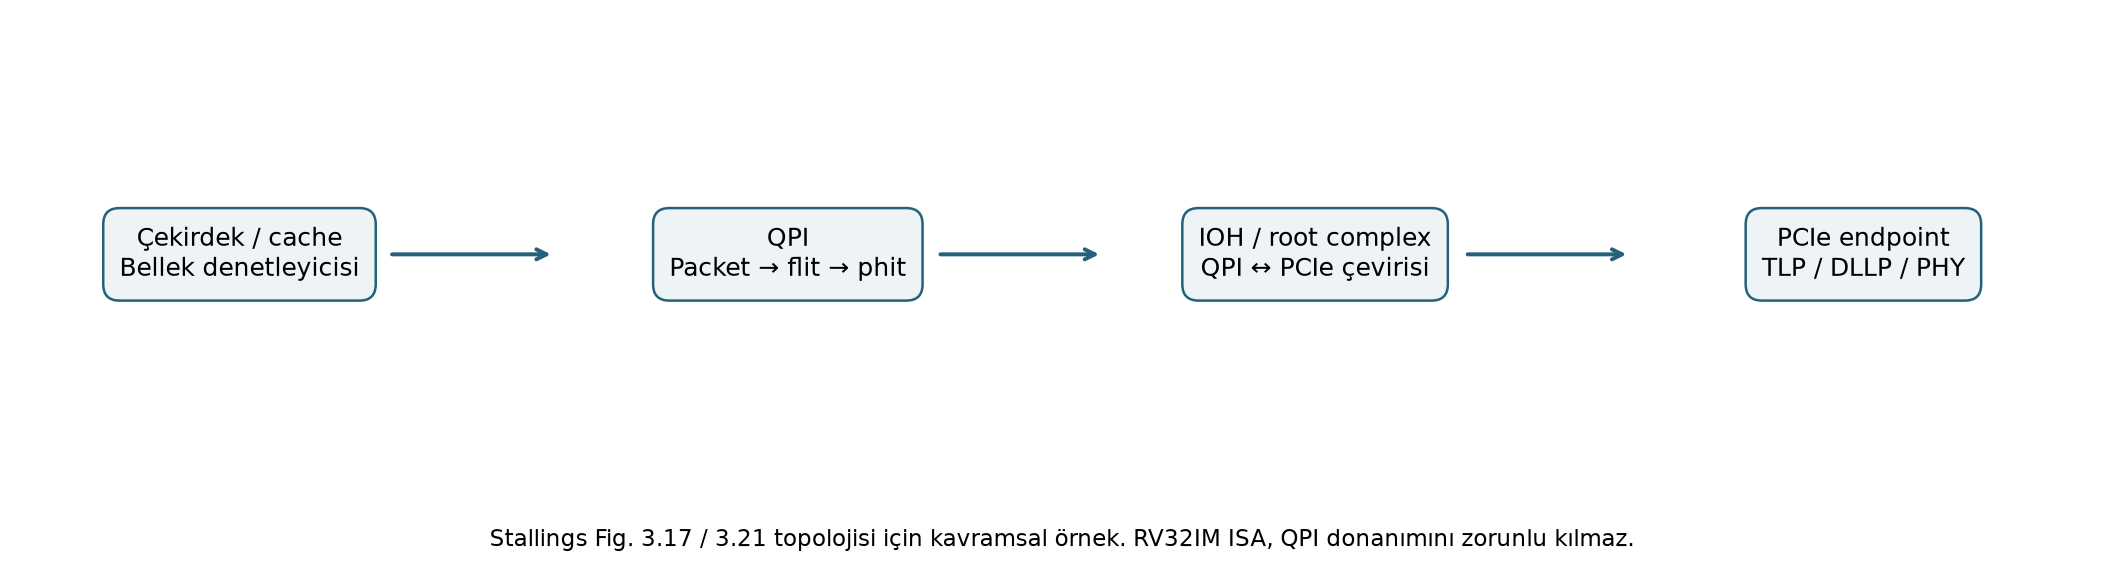 Çekirdek / cache
Bellek denetleyicisi
QPI
Packet → flit → phit
IOH / root complex
QPI ↔ PCIe çevirisi
PCIe endpoint
TLP / DLLP / PHY
Stallings Fig. 3.17 / 3.21 topolojisi için kavramsal örnek. RV32IM ISA, QPI donanımını zorunlu kılmaz.